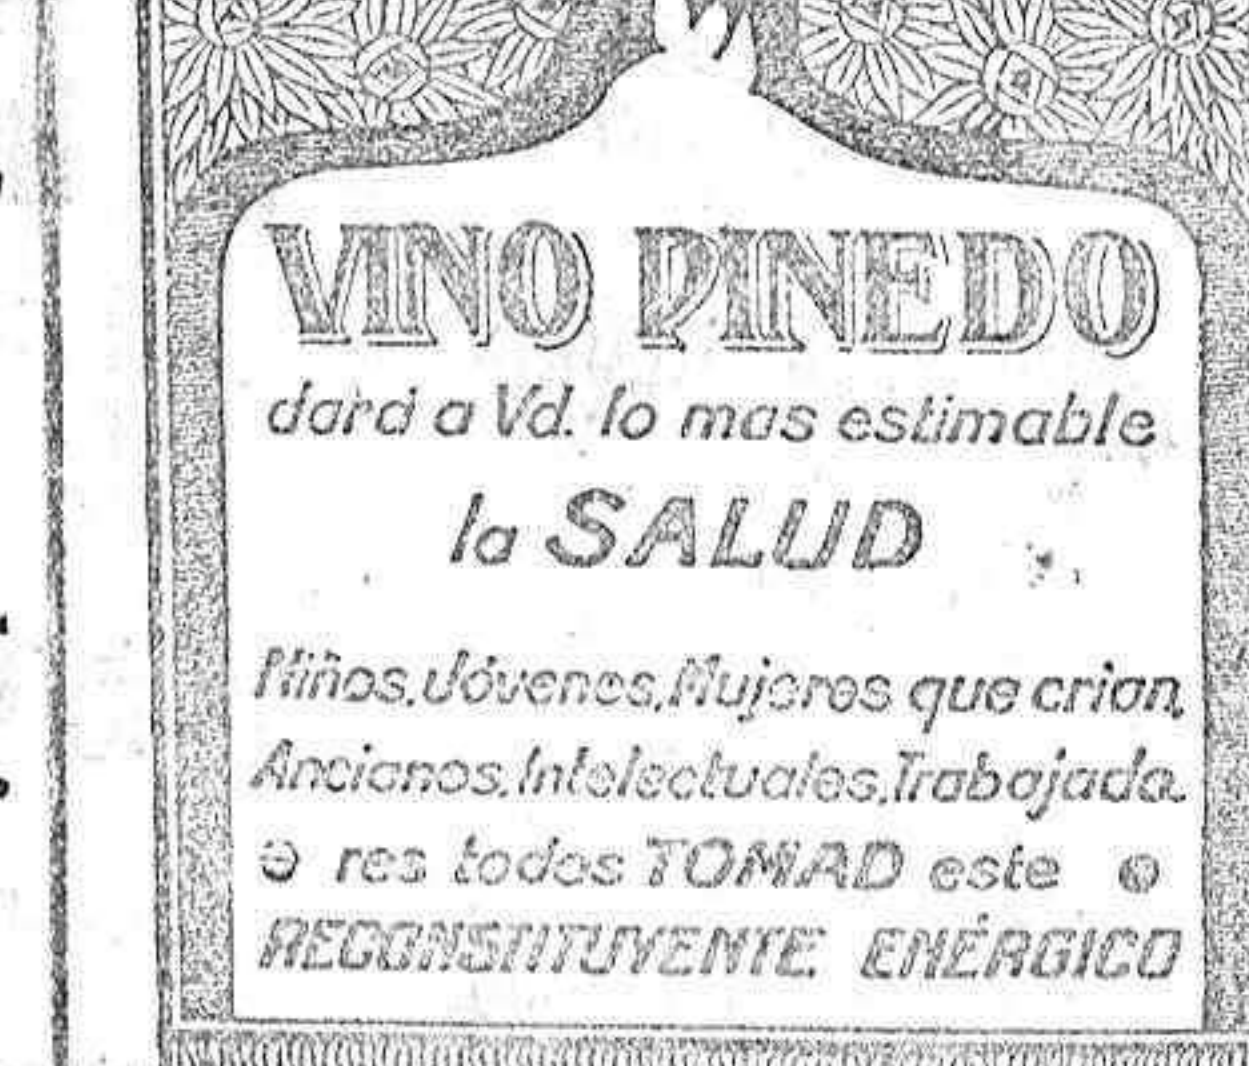 VINO PINEDO
dará a Vd. lo mas estimable
la SALUD
Niños, Jóvenes, Mujeres que crian,
Ancianos, Intelectuales, Trabajado-
res todos TOMAD este
RECONSTITUYENTE ENÉRGICO